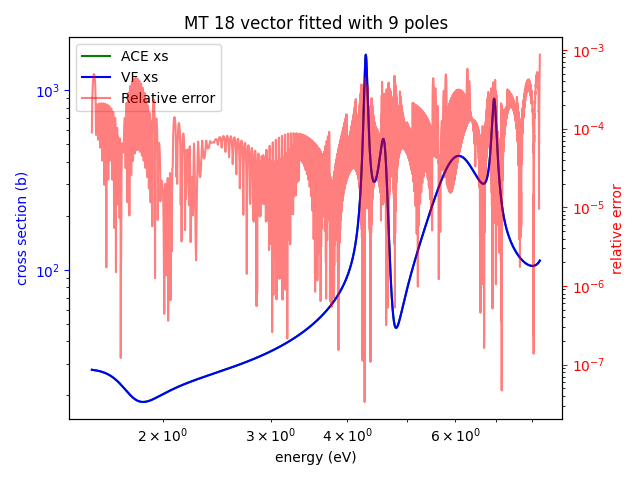 MT 18 vector fitted with 9 poles
ACE xs
VF xs
Relative error
cross section (b)
10³
10²
relative error
10⁻³
10⁻⁴
10⁻⁵
10⁻⁶
10⁻⁷
2 × 10⁰
3 × 10⁰
4 × 10⁰
6 × 10⁰
energy (eV)